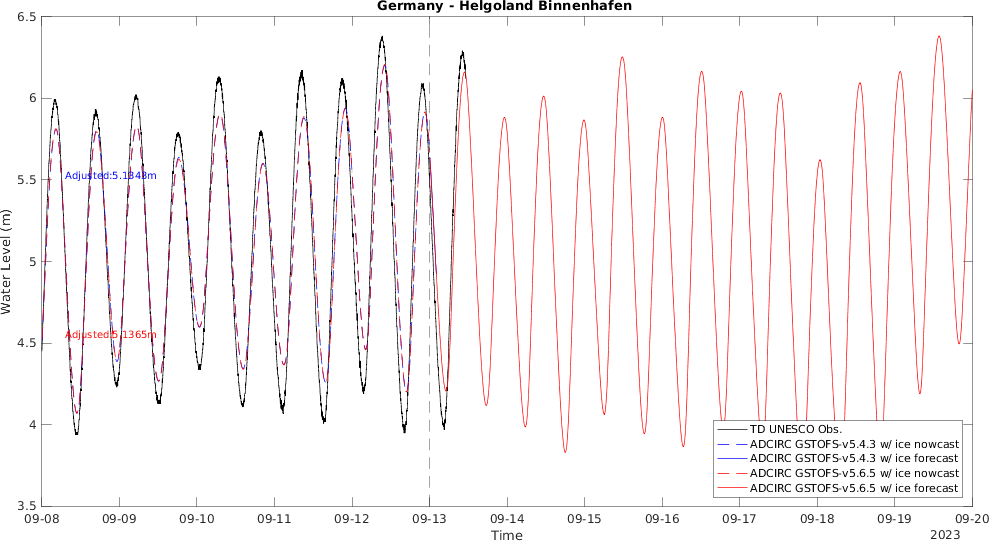 Germany - Helgoland Binnenhafen
6.5
6
5.5
5
4.5
4
3.5
Water Level (m)
Adjusted:5.1343m
Adjusted:5.1365m
TD UNESCO Obs.
ADCIRC GSTOFS-v5.4.3 w/ ice nowcast
ADCIRC GSTOFS-v5.4.3 w/ ice forecast
ADCIRC GSTOFS-v5.6.5 w/ ice nowcast
ADCIRC GSTOFS-v5.6.5 w/ ice forecast
09-08 09-09 09-10 09-11 09-12 09-13 09-14 09-15 09-16 09-17 09-18 09-19 09-20
Time
2023